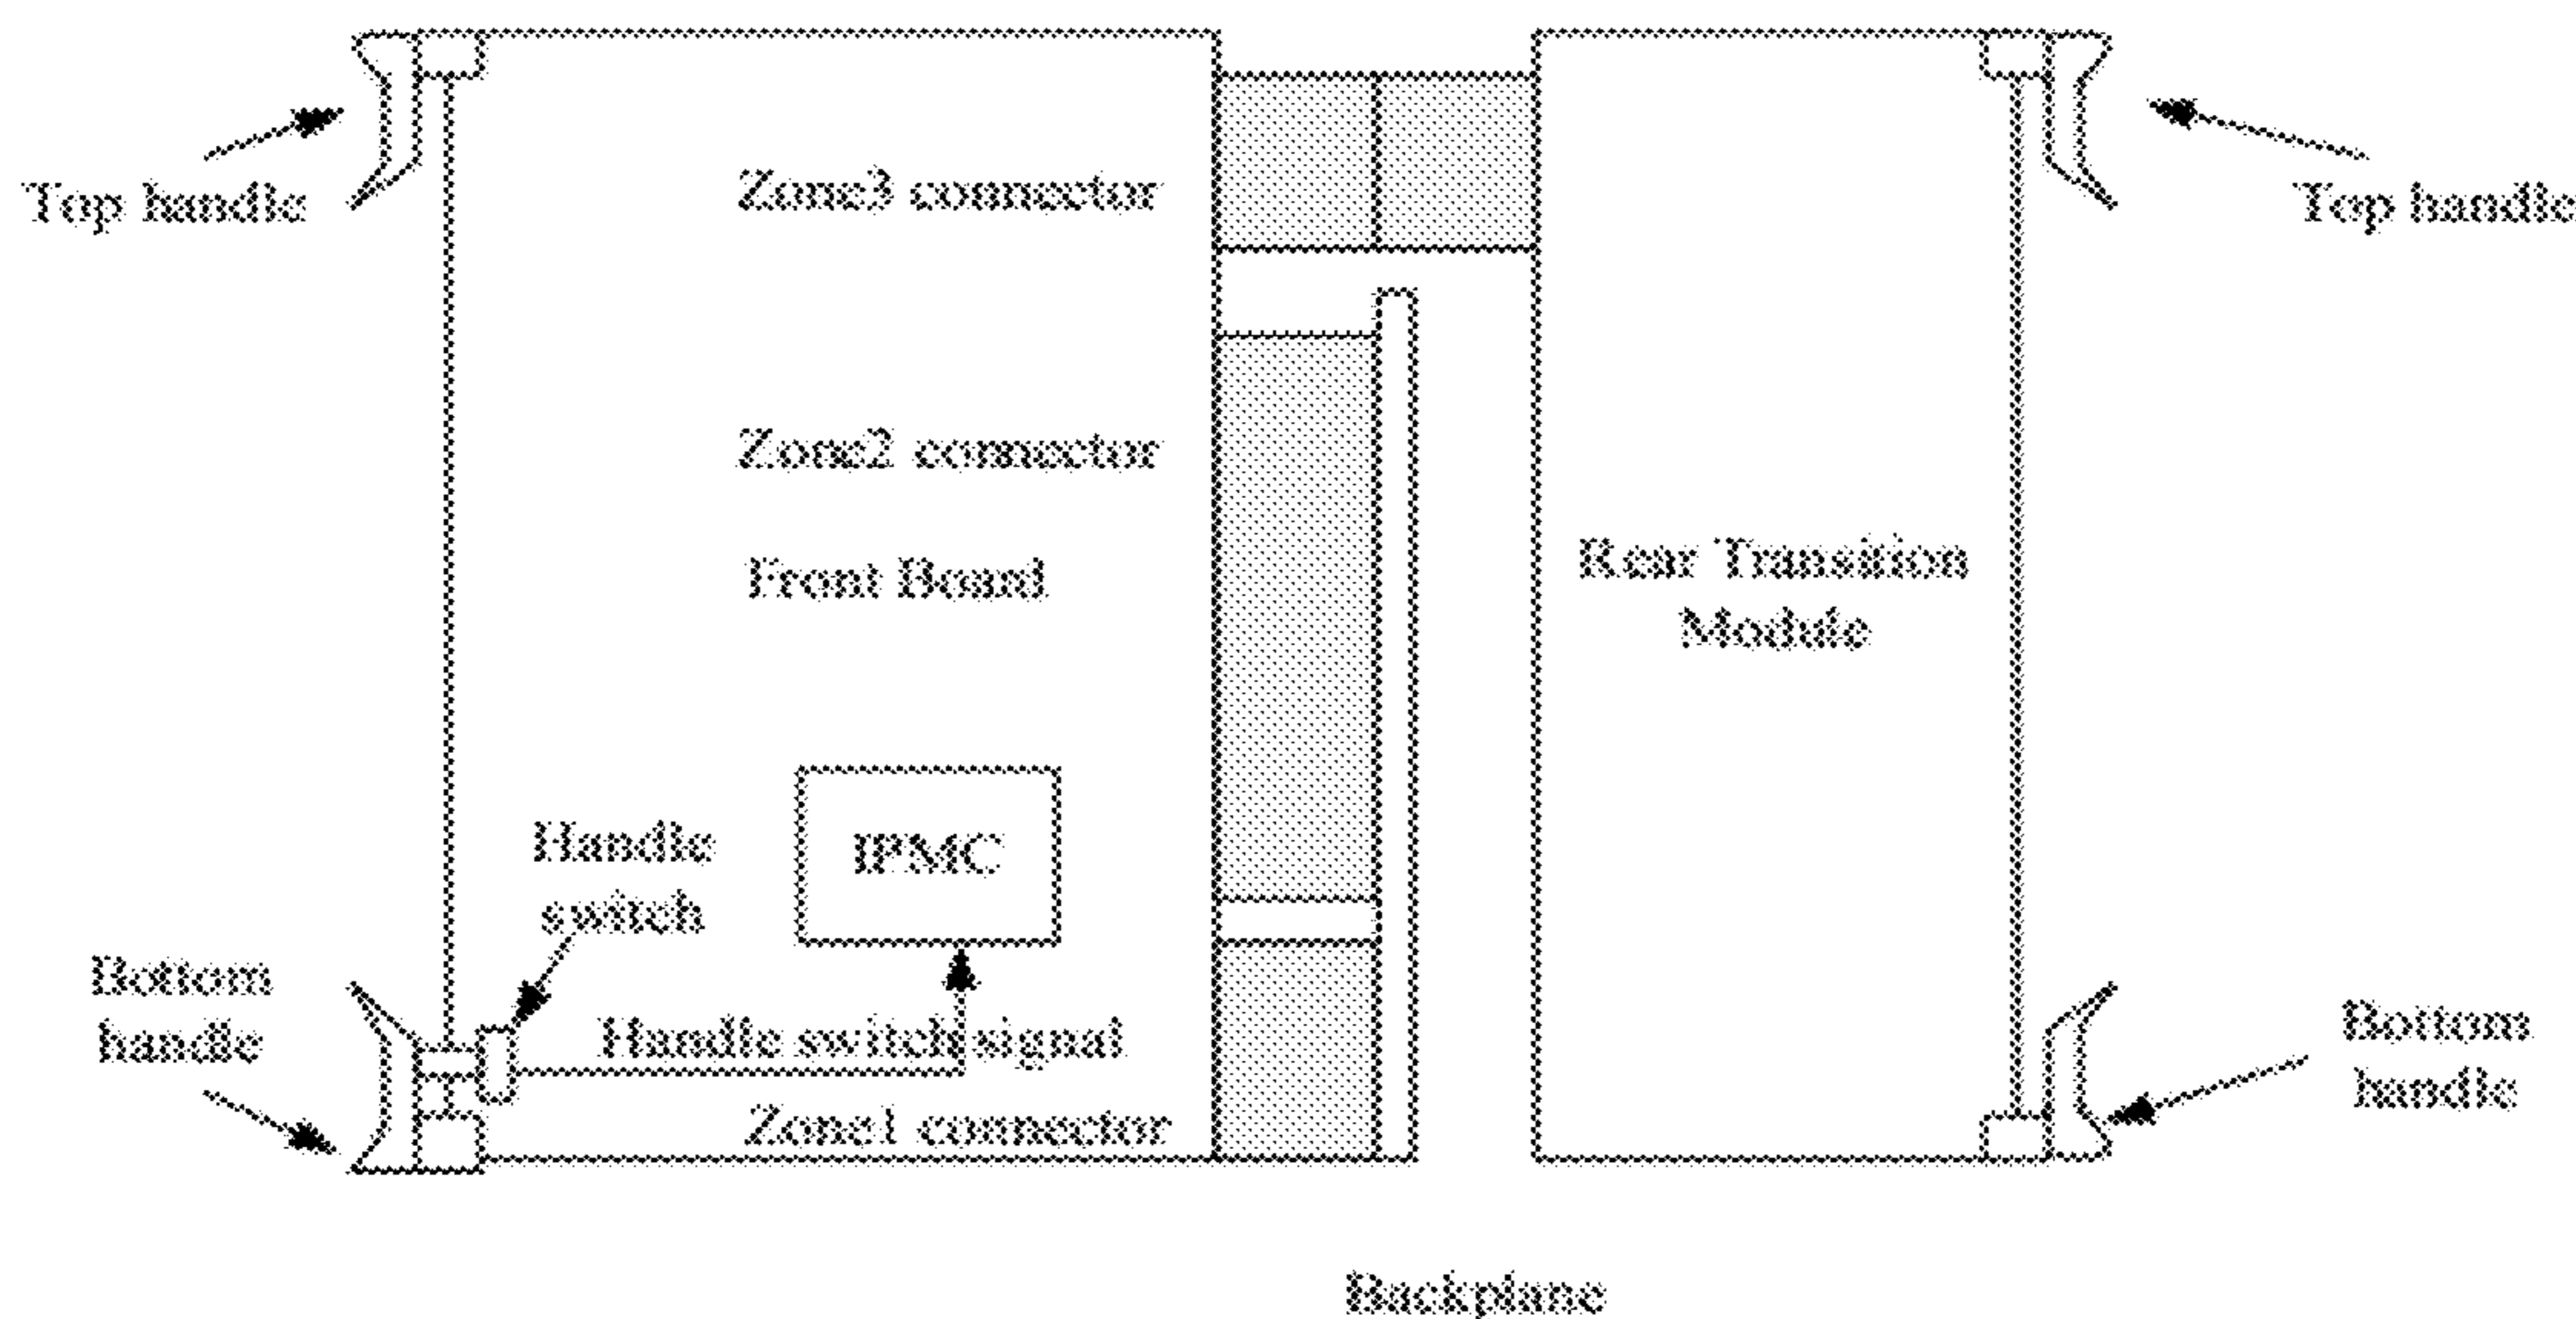 Top handle
Zone3 connector
Top handle
Zone2 connector
Front Board
Rear Transition
Module
Handle
switch
IPMC
Bottom
handle
Handle switch signal
Zone1 connector
Bottom
handle
Backplane